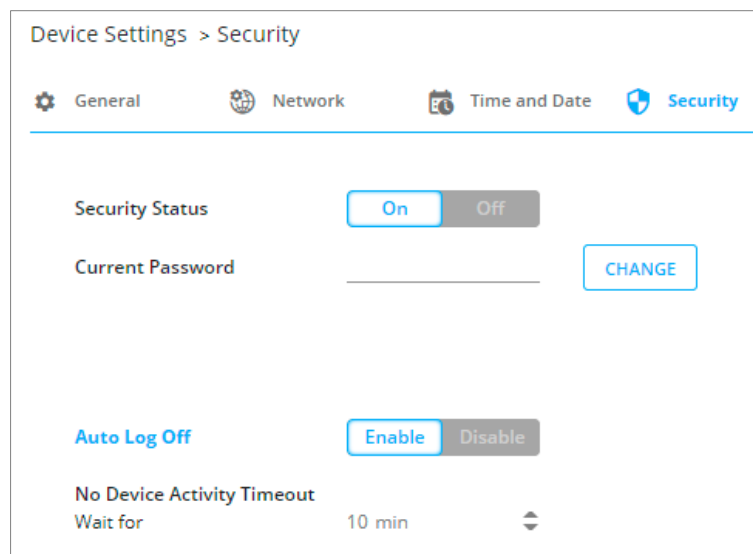 Device Settings > Security
General Network Time and Date Security
Security Status On Off
Current Password CHANGE
Auto Log Off Enable Disable
No Device Activity Timeout
Wait for 10 min